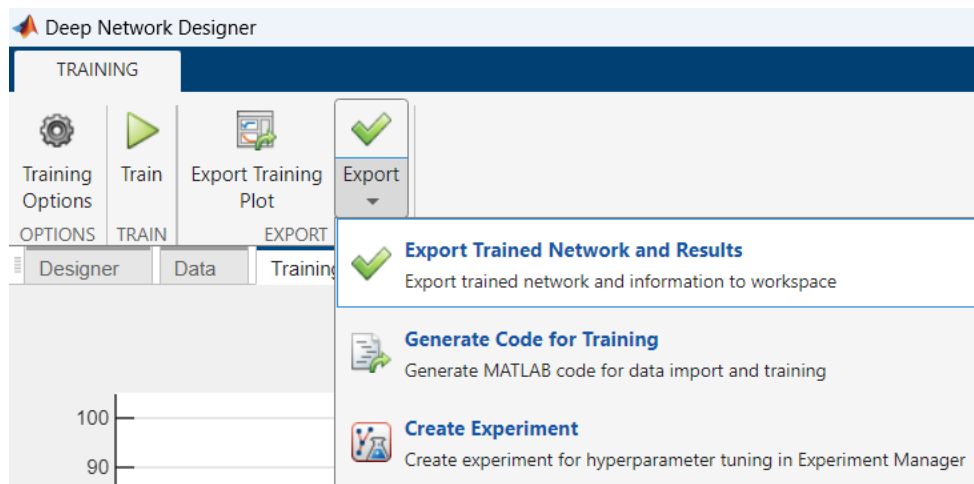 Deep Network Designer
TRAINING
Training Options
Train
Export Training Plot
Export
OPTIONS
TRAIN
EXPORT
Designer
Data
Training
Export Trained Network and Results
Export trained network and information to workspace
Generate Code for Training
Generate MATLAB code for data import and training
Create Experiment
Create experiment for hyperparameter tuning in Experiment Manager
100
90